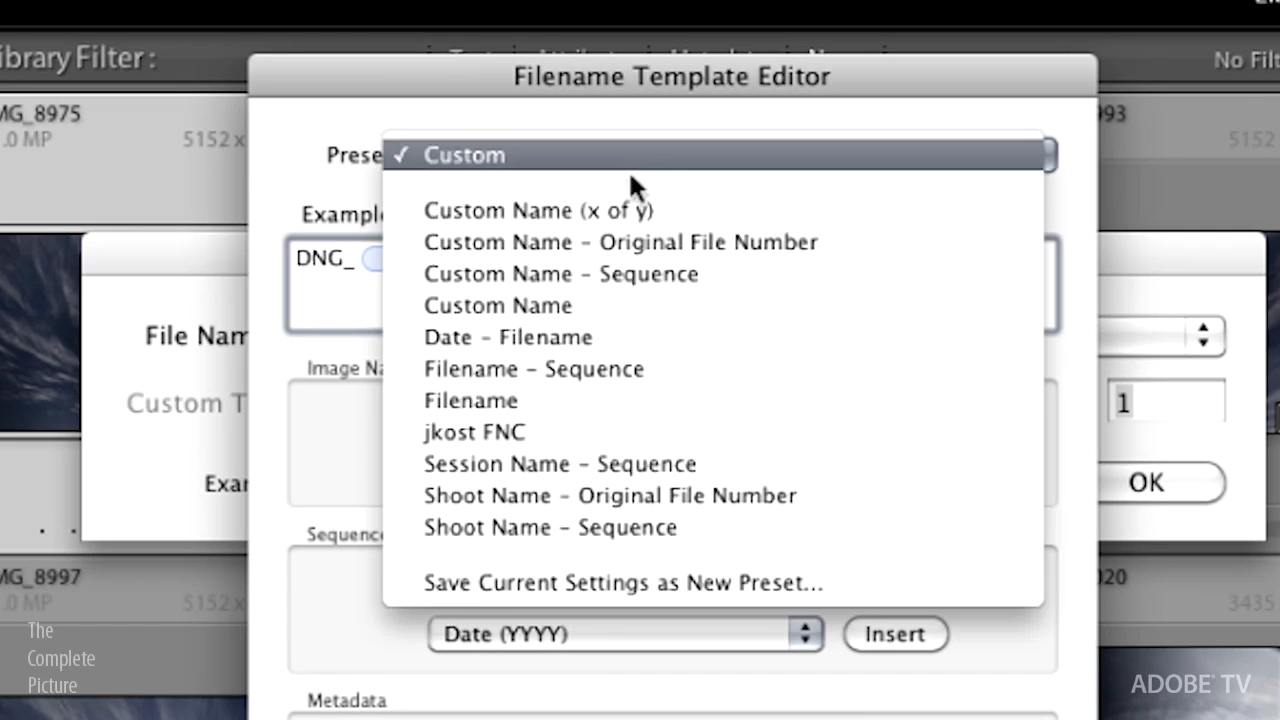 ibrary Filter :
No Filt
Filename Template Editor
MG_8975
.0 MP
5152 x
993
5152
Prese
✓ Custom
Custom Name (x of y)
Example
Custom Name – Original File Number
DNG_
Custom Name – Sequence
Custom Name
File Nam
Date – Filename
Image Na
Filename – Sequence
Custom T
Filename
1
jkost FNC
Session Name – Sequence
Exar
OK
Shoot Name – Original File Number
Shoot Name – Sequence
Sequence
MG_8997
.0 MP
5152 x
020
3435
Save Current Settings as New Preset...
Date (YYYY)
Insert
Metadata
The
Complete
Picture
ADOBE TV